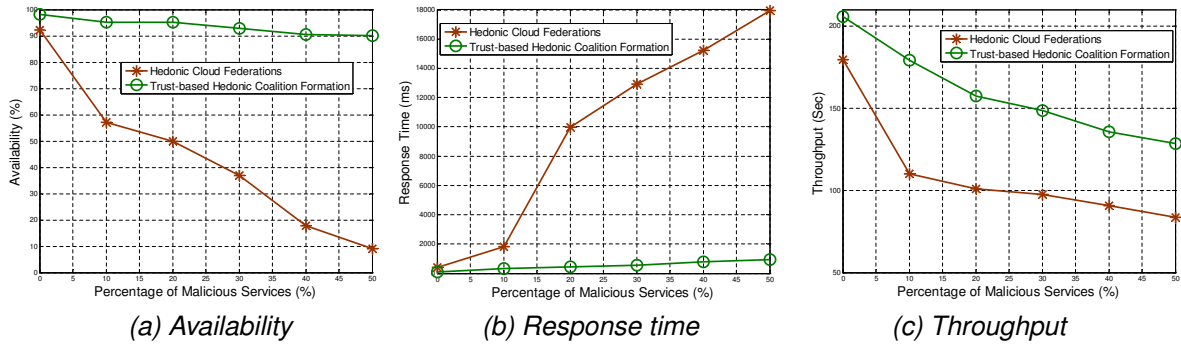 100
90
80
70
60
50
40
30
20
10
0
Availability (%)
Hedonic Cloud Federations
Trust-based Hedonic Coalition Formation
0 5 10 15 20 25 30 35 40 45 50
Percentage of Malicious Services (%)
(a) Availability
18000
16000
14000
12000
10000
8000
6000
4000
2000
Response Time (ms)
Hedonic Cloud Federations
Trust-based Hedonic Coalition Formation
0 5 10 15 20 25 30 35 40 45 50
Percentage of Malicious Services (%)
(b) Response time
200
150
100
50
Throughput (Sec)
Hedonic Cloud Federations
Trust-based Hedonic Coalition Formation
0 5 10 15 20 25 30 35 40 45 50
Percentage of Malicious Services (%)
(c) Throughput